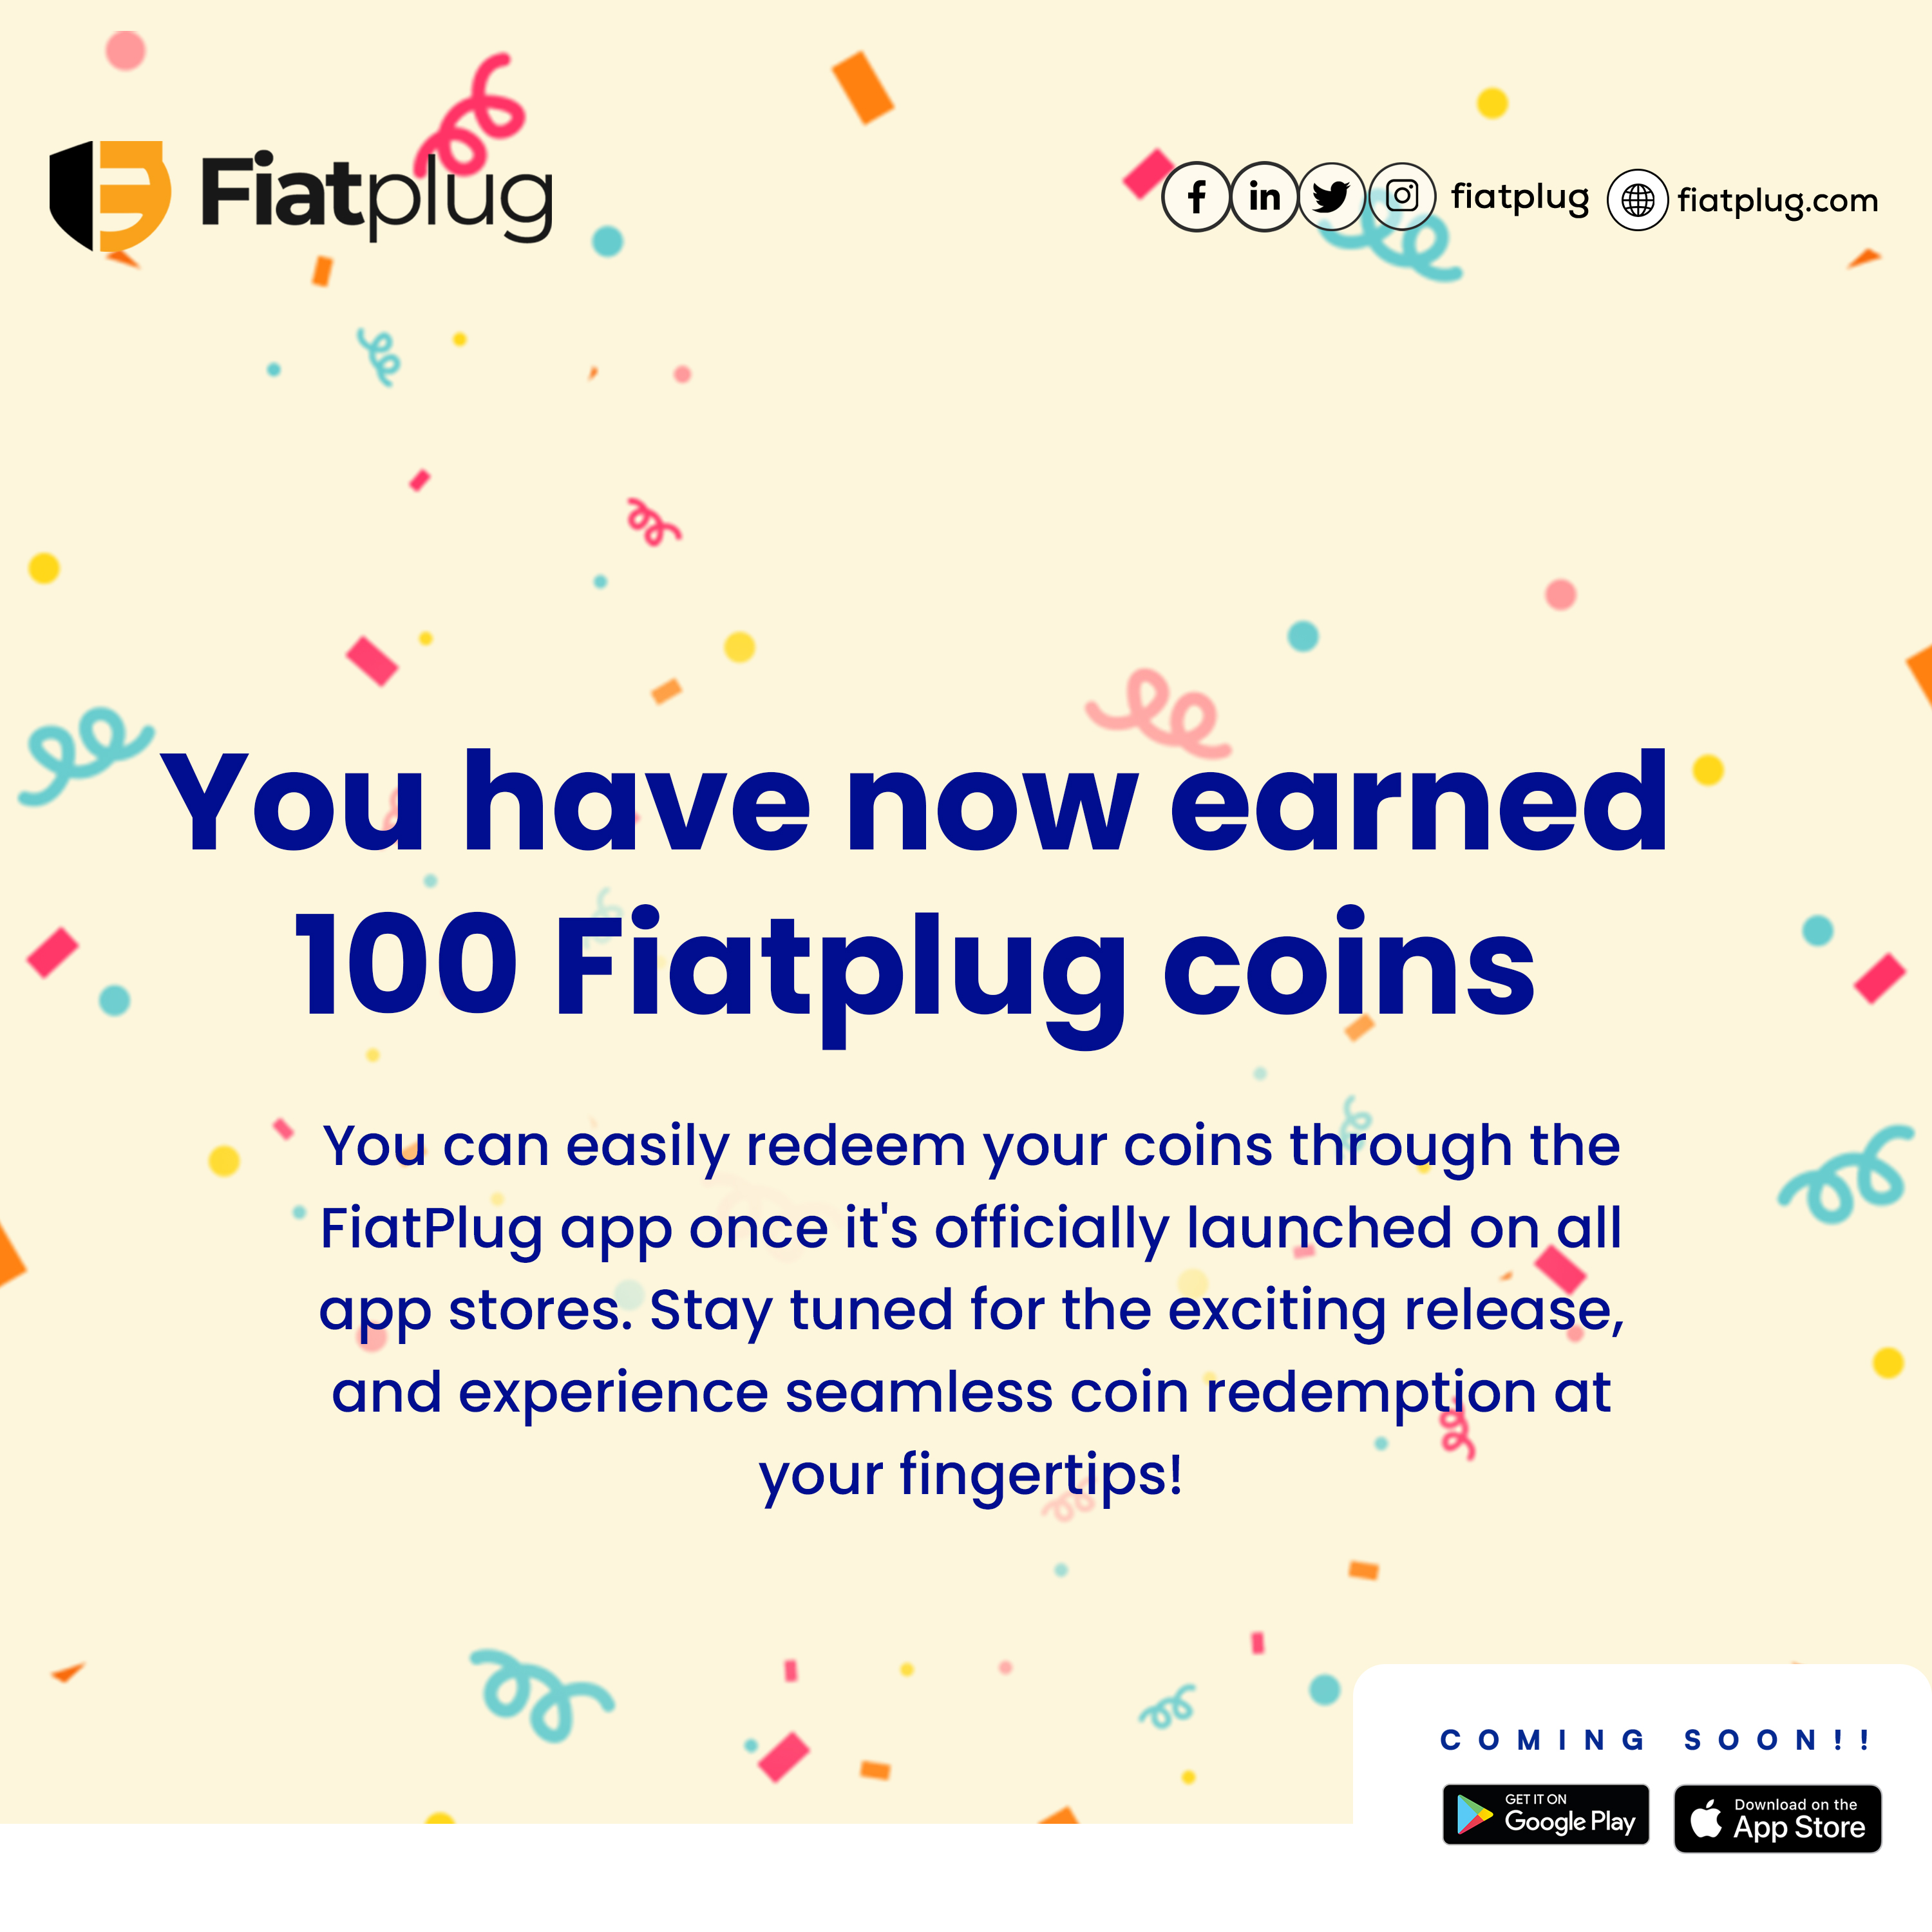 Fiatplug
fiatplug
fiatplug.com
You have now earned
100 Fiatplug coins
You can easily redeem your coins through the
FiatPlug app once it's officially launched on all
app stores. Stay tuned for the exciting release,
and experience seamless coin redemption at
your fingertips!
COMING SOON!!
GET IT ON
Google Play
Download on the
App Store